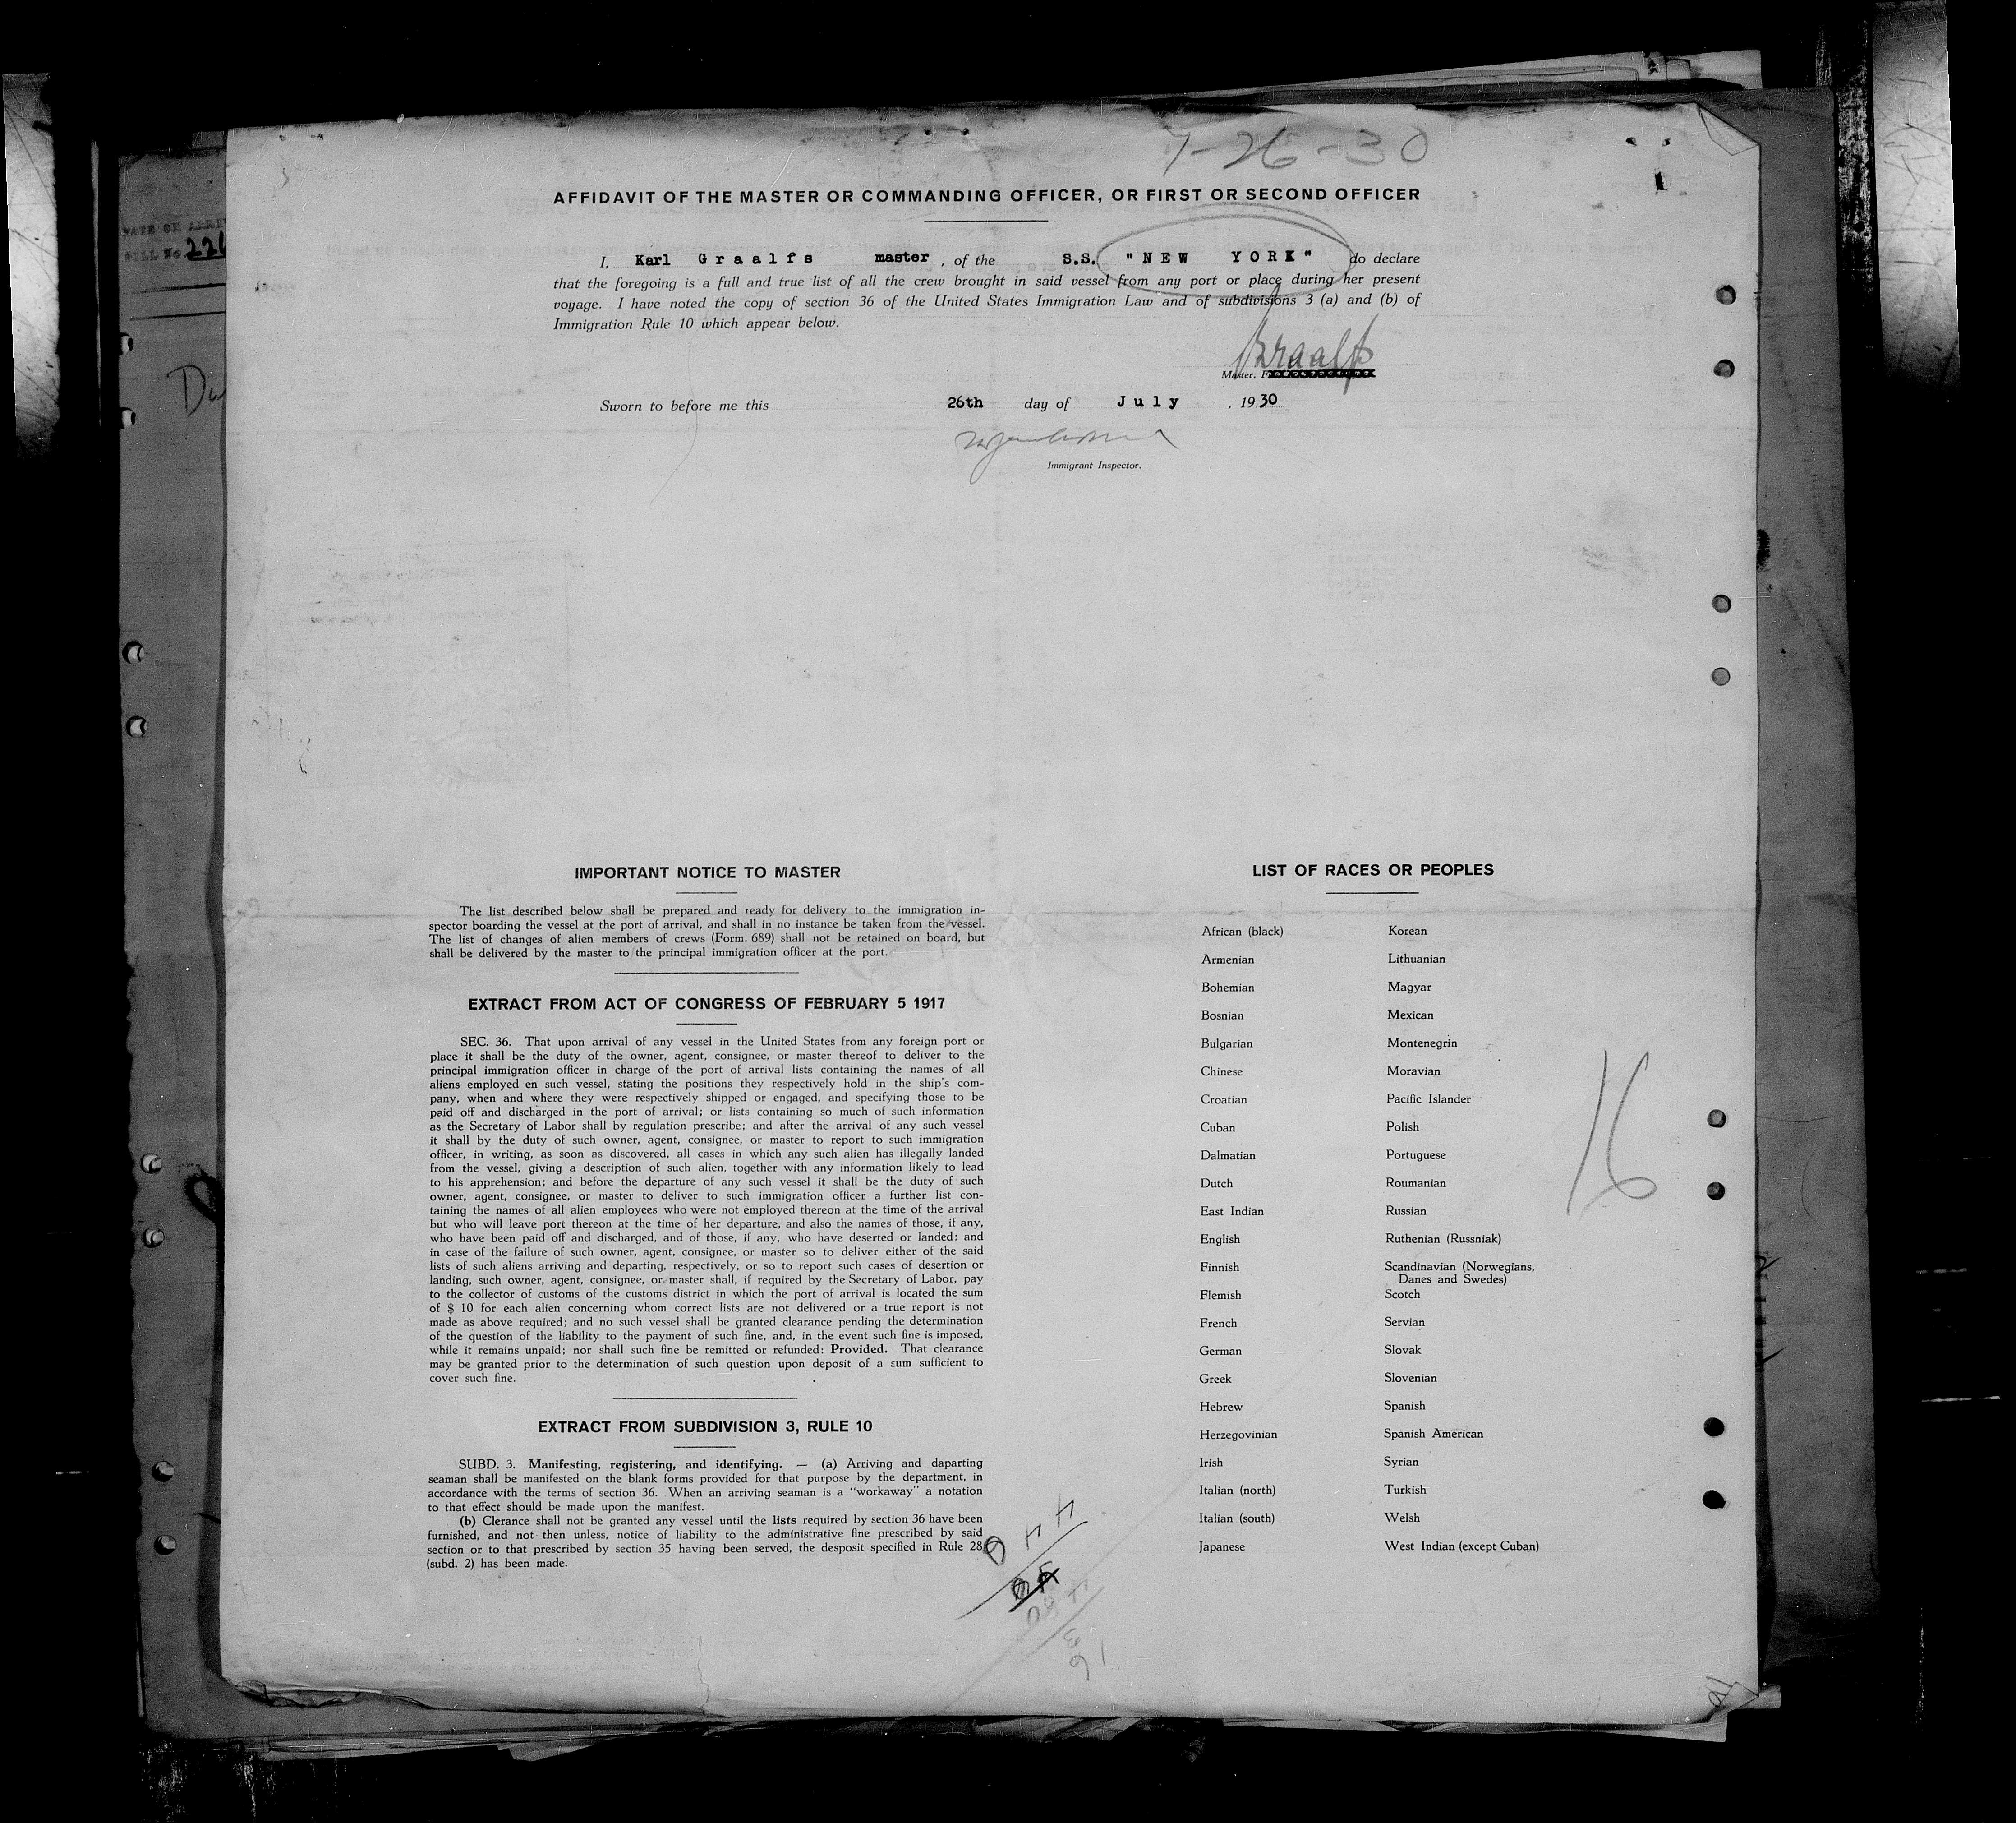 7-26-30
AFFIDAVIT OF THE MASTER OR COMMANDING OFFICER, OR FIRST OR SECOND OFFICER
I, Karl Graalfs master, of the S.S. "NEW YORK" do declare
that the foregoing is a full and true list of all the crew brought in said vessel from any port or place during her present
voyage. I have noted the copy of section 36 of the United States Immigration Law and of subdivisions 3 (a) and (b) of
Immigration Rule 10 which appear below.
Graalfs
Master.
Sworn to before me this 26th day of July, 1930
Immigrant Inspector.
IMPORTANT NOTICE TO MASTER
The list described below shall be prepared and ready for delivery to the immigration in-
spector boarding the vessel at the port of arrival, and shall in no instance be taken from the vessel.
The list of changes of alien members of crews (Form. 689) shall not be retained on board, but
shall be delivered by the master to the principal immigration officer at the port.
EXTRACT FROM ACT OF CONGRESS OF FEBRUARY 5 1917
SEC. 36. That upon arrival of any vessel in the United States from any foreign port or
place it shall be the duty of the owner, agent, consignee, or master thereof to deliver to the
principal immigration officer in charge of the port of arrival lists containing the names of all
aliens employed en such vessel, stating the positions they respectively hold in the ship's com-
pany, when and where they were respectively shipped or engaged, and specifying those to be
paid off and discharged in the port of arrival; or lists containing so much of such information
as the Secretary of Labor shall by regulation prescribe; and after the arrival of any such vessel
it shall by the duty of such owner, agent, consignee, or master to report to such immigration
officer, in writing, as soon as discovered, all cases in which any such alien has illegally landed
from the vessel, giving a description of such alien, together with any information likely to lead
to his apprehension; and before the departure of any such vessel it shall be the duty of such
owner, agent, consignee, or master to deliver to such immigration officer a further list con-
taining the names of all alien employees who were not employed thereon at the time of the arrival
but who will leave port thereon at the time of her departure, and also the names of those, if any,
who have been paid off and discharged, and of those, if any, who have deserted or landed; and
in case of the failure of such owner, agent, consignee, or master so to deliver either of the said
lists of such aliens arriving and departing, respectively, or so to report such cases of desertion or
landing, such owner, agent, consignee, or master shall, if required by the Secretary of Labor, pay
to the collector of customs of the customs district in which the port of arrival is located the sum
of $ 10 for each alien concerning whom correct lists are not delivered or a true report is not
made as above required; and no such vessel shall be granted clearance pending the determination
of the question of the liability to the payment of such fine, and, in the event such fine is imposed,
while it remains unpaid; nor shall such fine be remitted or refunded: Provided. That clearance
may be granted prior to the determination of such question upon deposit of a sum sufficient to
cover such fine.
EXTRACT FROM SUBDIVISION 3, RULE 10
SUBD. 3. Manifesting, registering, and identifying. — (a) Arriving and daparting
seaman shall be manifested on the blank forms provided for that purpose by the department, in
accordance with the terms of section 36. When an arriving seaman is a "workaway" a notation
to that effect should be made upon the manifest.
(b) Clerance shall not be granted any vessel until the lists required by section 36 have been
furnished, and not then unless, notice of liability to the administrative fine prescribed by said
section or to that prescribed by section 35 having been served, the desposit specified in Rule 28
(subd. 2) has been made.
LIST OF RACES OR PEOPLES
African (black)
Armenian
Bohemian
Bosnian
Bulgarian
Chinese
Croatian
Cuban
Dalmatian
Dutch
East Indian
English
Finnish
Flemish
French
German
Greek
Hebrew
Herzegovinian
Irish
Italian (north)
Italian (south)
Japanese
Korean
Lithuanian
Magyar
Mexican
Montenegrin
Moravian
Pacific Islander
Polish
Portuguese
Roumanian
Russian
Ruthenian (Russniak)
Scandinavian (Norwegians,
Danes and Swedes)
Scotch
Servian
Slovak
Slovenian
Spanish
Spanish American
Syrian
Turkish
Welsh
West Indian (except Cuban)
16